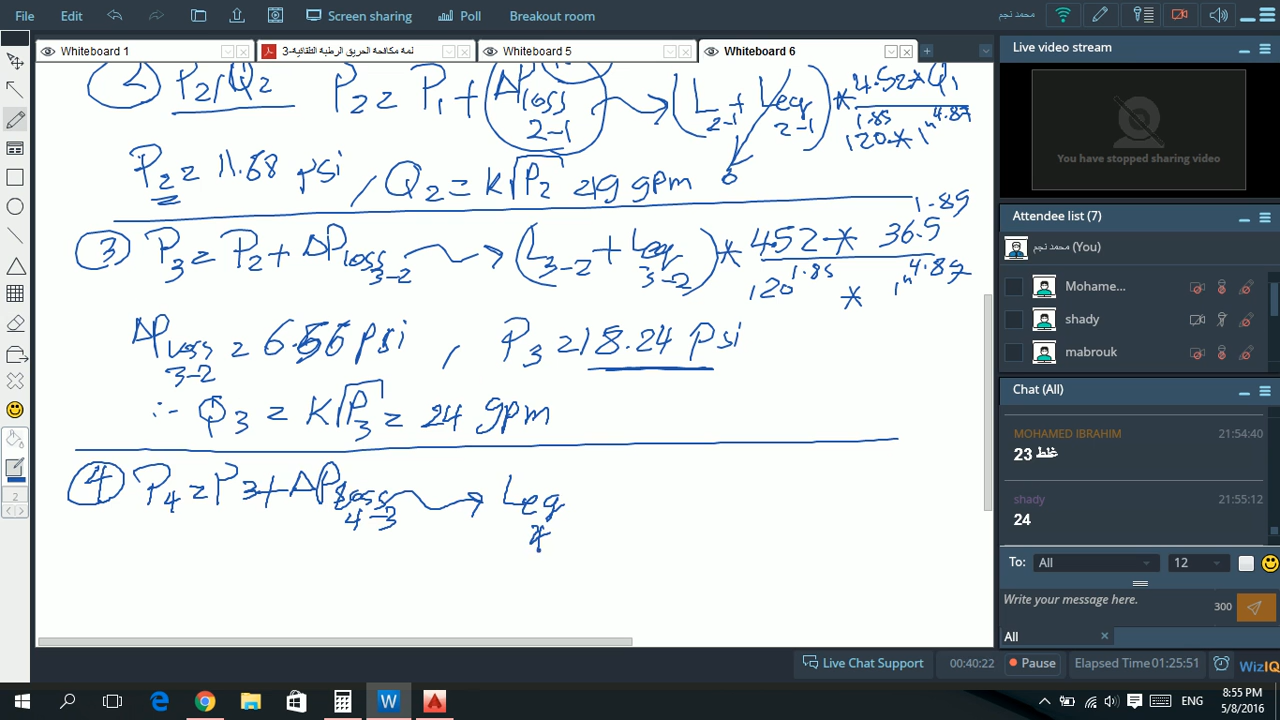 File Edit Screen sharing Poll Breakout room محمد نجم
Whiteboard 1 3-نمة مكافحة الحريق الرطبة التلقائية Whiteboard 5 Whiteboard 6
2 P2/Q2 P2 = P1 + ΔPloss 2-1 (L 2-1 + Leq 2-1) * 4.52 * Q1 1.85 120 * 1" 4.87
P2 = 11.68 psi , Q2 = K√P2 = 19 gpm
3 P3 = P2 + ΔPloss 3-2 (L3-2 + Leq 3-2) * 4.52 * 36.5 1.85 120 1.85 * 1" 4.87
ΔPloss 3-2 = 6.56 psi , P3 = 18.24 psi
∴ Q3 = K√P3 = 24 gpm
4 P4 = P3 + ΔPloss 4-3 Leq
Live video stream
You have stopped sharing video
Attendee list (7)
محمد نجم (You)
Mohame...
shady
mabrouk
Chat (All)
MOHAMED IBRAHIM 21:54:40
23 فقط
shady 21:55:12
24
To: All 12
Write your message here. 300
All
Live Chat Support 00:40:22 Pause Elapsed Time 01:25:51 WizIQ
2
ENG 8:55 PM
5/8/2016